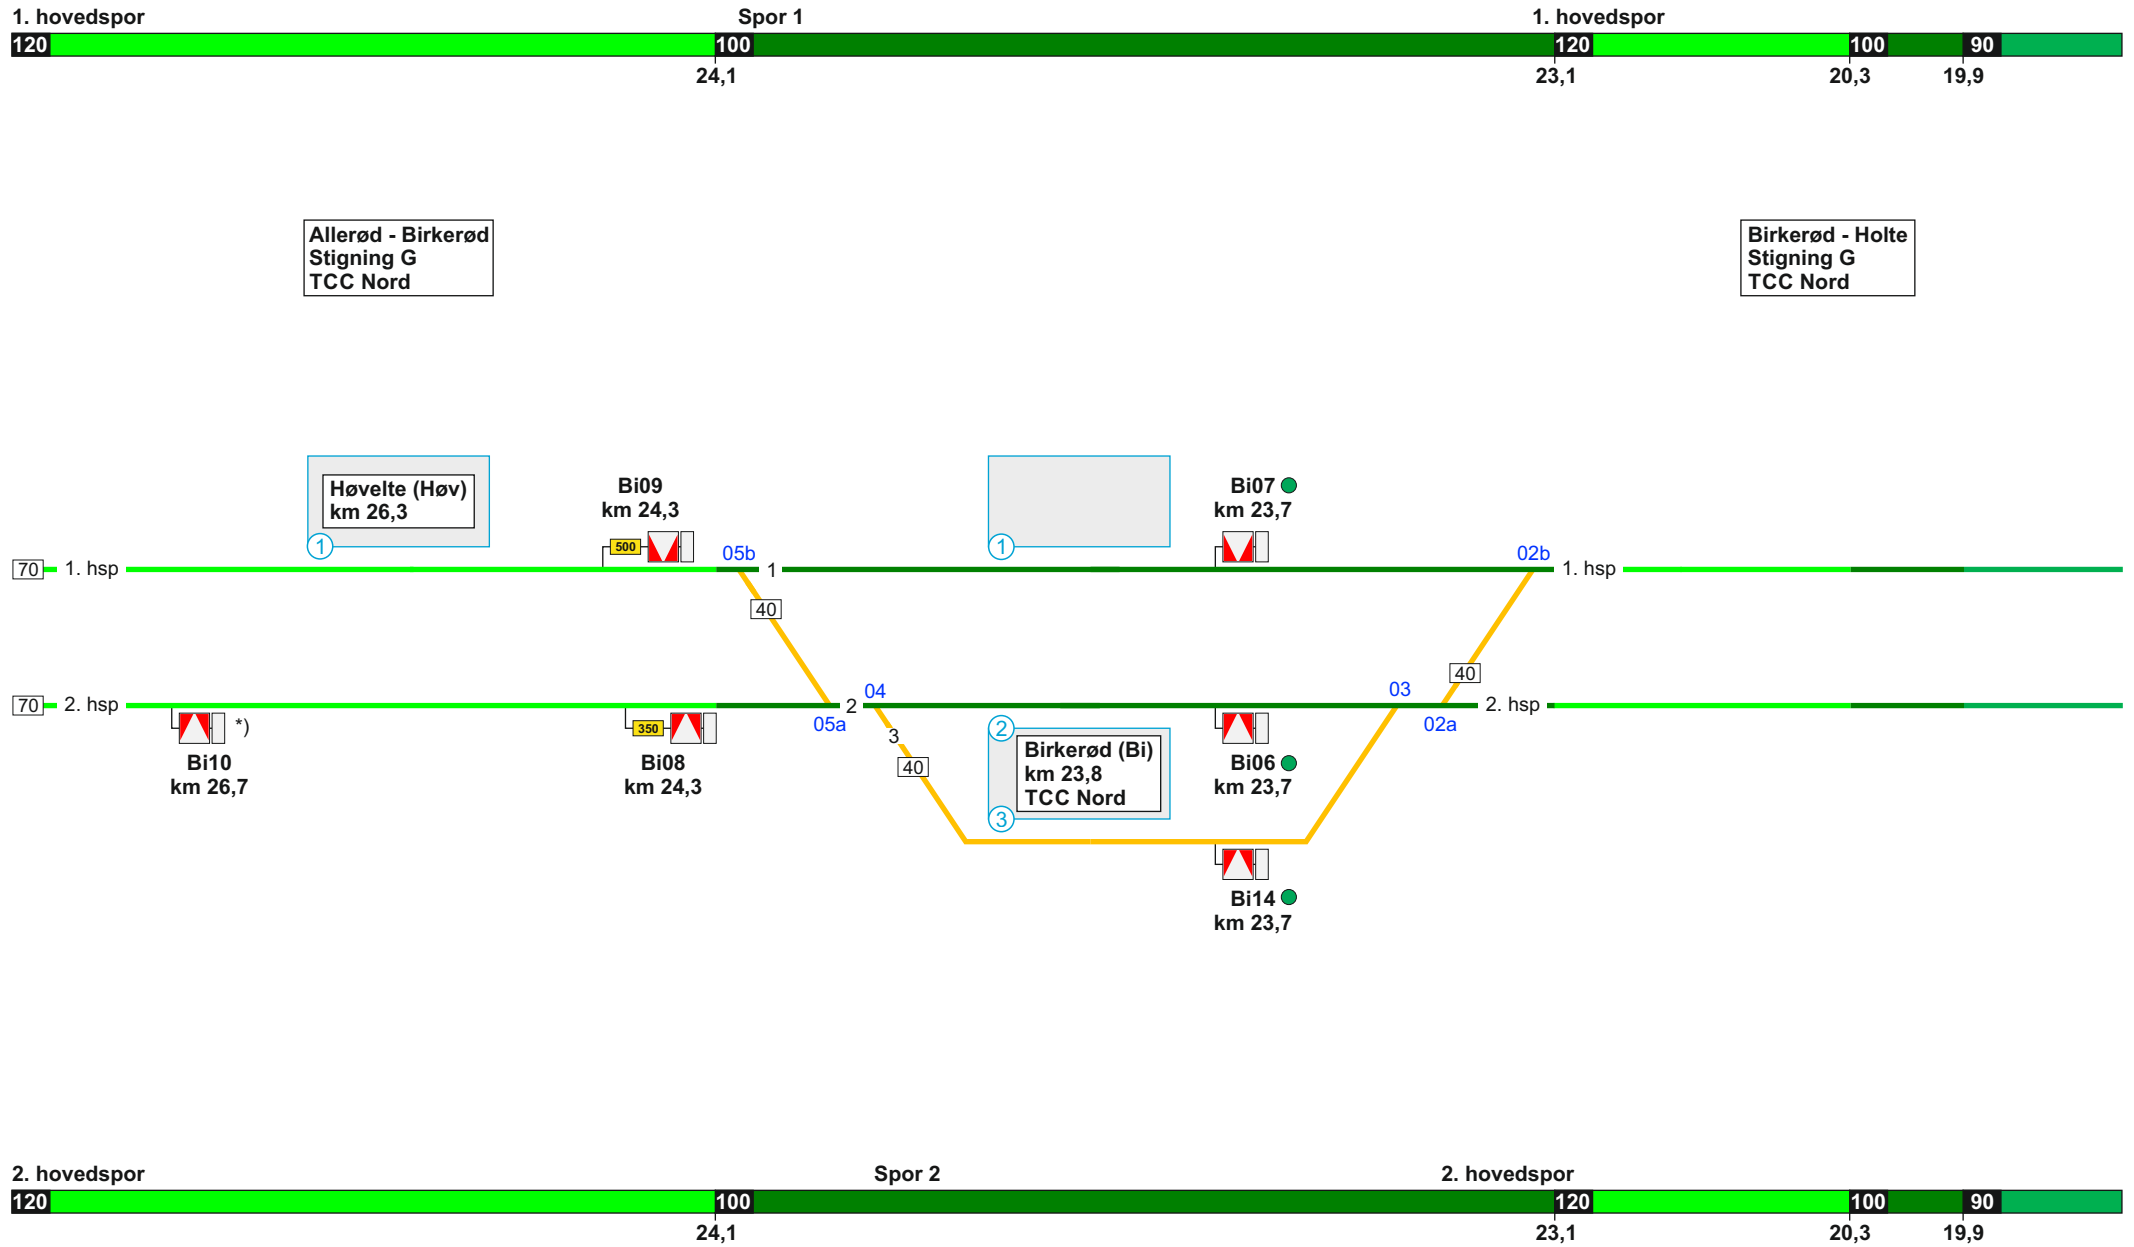 1. hovedspor
Spor 1
1. hovedspor
120
100
120
100
90
24,1
23,1
20,3
19,9
Allerød - Birkerød
Stigning G
TCC Nord
Birkerød - Holte
Stigning G
TCC Nord
Høvelte (Høv)
km 26,3
1
Bi09
km 24,3
500
1
Bi07
km 23,7
05b
02b
70
1. hsp
1
1. hsp
40
40
70
2. hsp
2
04
03
2. hsp
05a
02a
*)
Bi10
km 26,7
350
Bi08
km 24,3
3
40
2
Birkerød (Bi)
km 23,8
TCC Nord
3
Bi06
km 23,7
Bi14
km 23,7
2. hovedspor
Spor 2
2. hovedspor
120
100
120
100
90
24,1
23,1
20,3
19,9